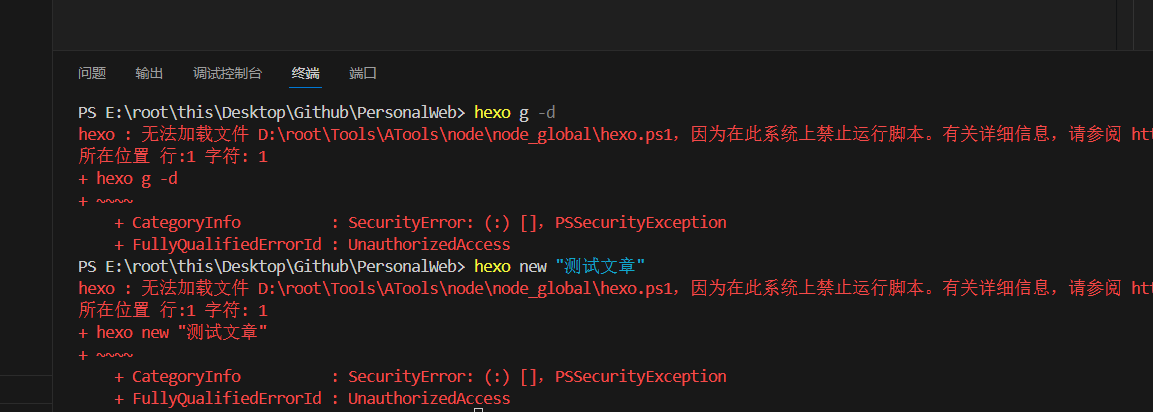 问题 输出 调试控制台 终端 端口
PS E:\root\this\Desktop\Github\PersonalWeb> hexo g -d
hexo : 无法加载文件 D:\root\Tools\ATools\node\node_global\hexo.ps1，因为在此系统上禁止运行脚本。有关详细信息，请参阅 htt
所在位置 行:1 字符: 1
+ hexo g -d
+ ~~~~
    + CategoryInfo          : SecurityError: (:) []，PSSecurityException
    + FullyQualifiedErrorId : UnauthorizedAccess
PS E:\root\this\Desktop\Github\PersonalWeb> hexo new "测试文章"
hexo : 无法加载文件 D:\root\Tools\ATools\node\node_global\hexo.ps1，因为在此系统上禁止运行脚本。有关详细信息，请参阅 htt
所在位置 行:1 字符: 1
+ hexo new "测试文章"
+ ~~~~
    + CategoryInfo          : SecurityError: (:) []，PSSecurityException
    + FullyQualifiedErrorId : UnauthorizedAccess